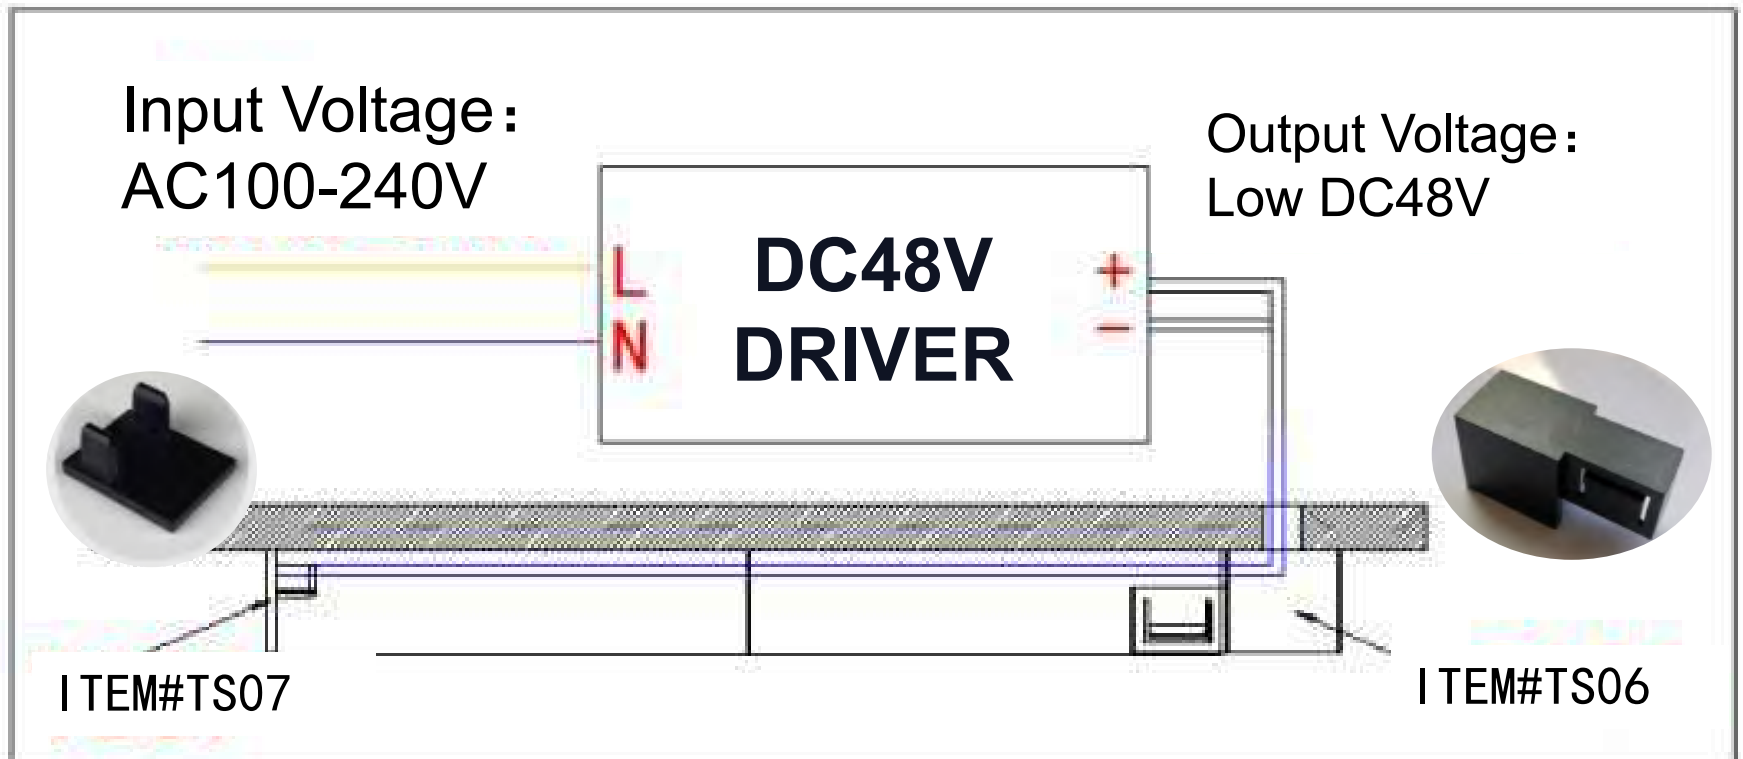 Input Voltage：
AC100-240V
Output Voltage：
Low DC48V
L
N
DC48V
DRIVER
+
−
ITEM#TS07
ITEM#TS06